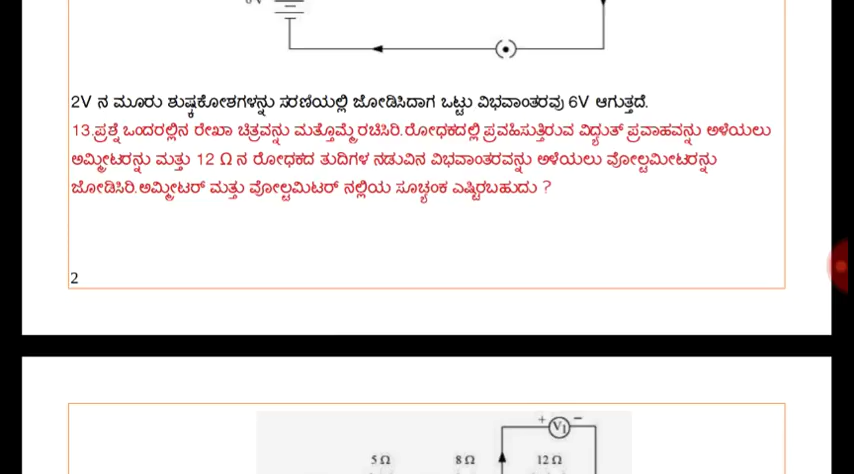 2V ನ ಮೂರು ಶುಷ್ಕಕೋಶಗಳನ್ನು ಸರಣಿಯಲ್ಲಿ ಜೋಡಿಸಿದಾಗ ಒಟ್ಟು ವಿಭವಾಂತರವು 6V ಆಗುತ್ತದೆ.
13.ಪ್ರಶ್ನೆ ಒಂದರಲ್ಲಿನ ರೇಖಾ ಚಿತ್ರವನ್ನು ಮತ್ತೊಮ್ಮೆ ರಚಿಸಿರಿ.ರೋಧಕದಲ್ಲಿ ಪ್ರವಹಿಸುತ್ತಿರುವ ವಿದ್ಯುತ್ ಪ್ರವಾಹವನ್ನು ಅಳೆಯಲು
ಅಮ್ಮೀಟರನ್ನು ಮತ್ತು 12 Ω ನ ರೋಧಕದ ತುದಿಗಳ ನಡುವಿನ ವಿಭವಾಂತರವನ್ನು ಅಳೆಯಲು ವೋಲ್ಟಮೀಟರನ್ನು
ಜೋಡಿಸಿರಿ.ಅಮ್ಮೀಟರ್ ಮತ್ತು ವೋಲ್ಟಮಿಟರ್ ನಲ್ಲಿಯ ಸೂಚ್ಯಂಕ ಎಷ್ಟಿರಬಹುದು ?
2
+ V₁ −
5 Ω 8 Ω 12 Ω